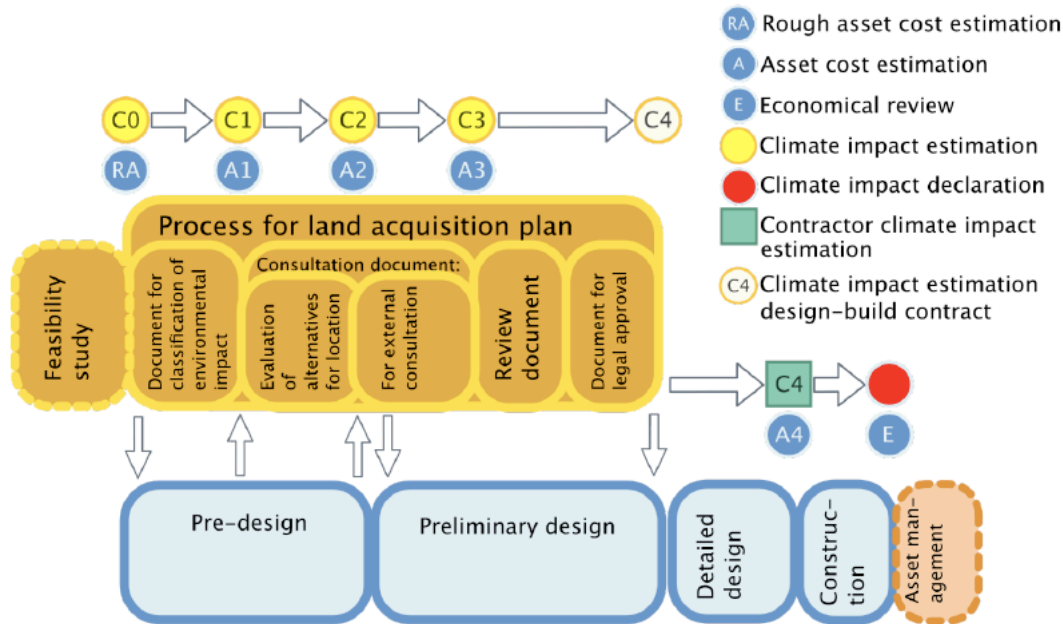 RA Rough asset cost estimation
A Asset cost estimation
E Economical review
Climate impact estimation
Climate impact declaration
Contractor climate impact
estimation
C4 Climate impact estimation
design-build contract
C0 C1 C2 C3 C4
RA A1 A2 A3
Process for land acquisition plan
Feasibility
study
Document for
classification of
environmental
impact
Consultation document:
Evaluation
of
alternatives
for location
For external
consultation
Review
document
Document for
legal approval
C4
A4 E
Pre-design
Preliminary design
Detailed
design
Construc-
tion
Asset man-
agement